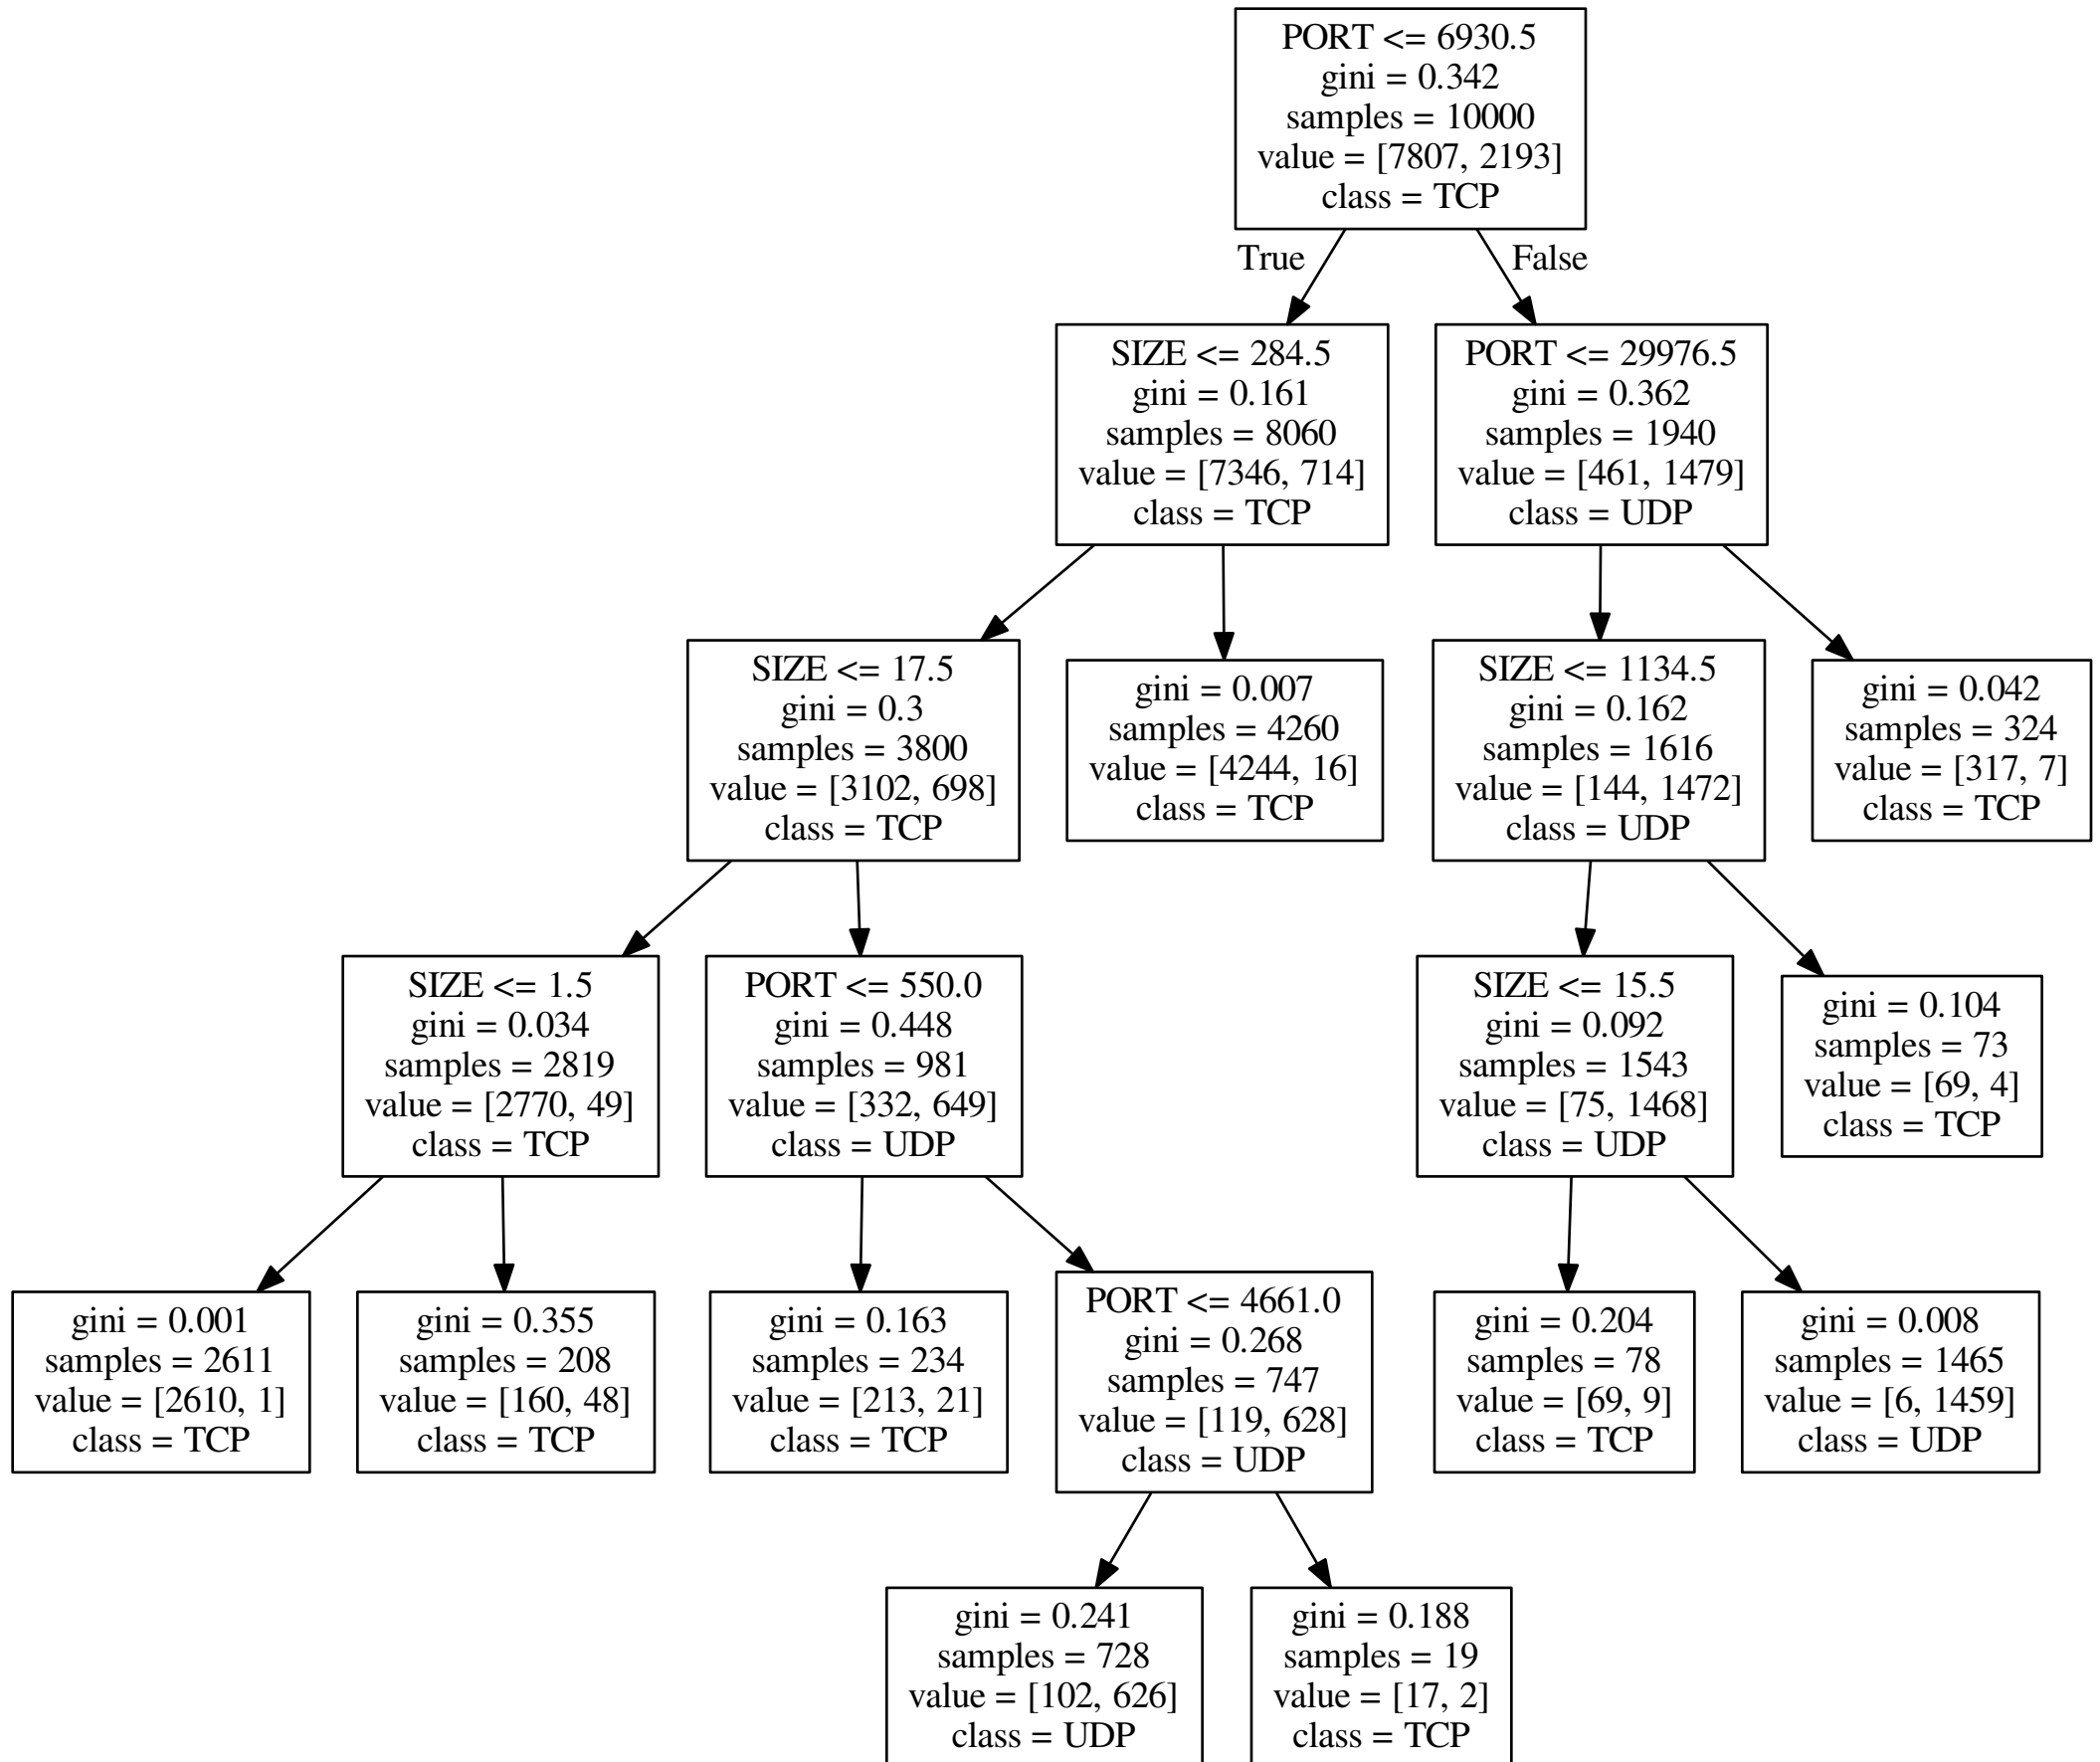 PORT <= 6930.5
gini = 0.342
samples = 10000
value = [7807, 2193]
class = TCP
True
False
SIZE <= 284.5
gini = 0.161
samples = 8060
value = [7346, 714]
class = TCP
PORT <= 29976.5
gini = 0.362
samples = 1940
value = [461, 1479]
class = UDP
SIZE <= 17.5
gini = 0.3
samples = 3800
value = [3102, 698]
class = TCP
gini = 0.007
samples = 4260
value = [4244, 16]
class = TCP
SIZE <= 1134.5
gini = 0.162
samples = 1616
value = [144, 1472]
class = UDP
gini = 0.042
samples = 324
value = [317, 7]
class = TCP
SIZE <= 1.5
gini = 0.034
samples = 2819
value = [2770, 49]
class = TCP
PORT <= 550.0
gini = 0.448
samples = 981
value = [332, 649]
class = UDP
SIZE <= 15.5
gini = 0.092
samples = 1543
value = [75, 1468]
class = UDP
gini = 0.104
samples = 73
value = [69, 4]
class = TCP
gini = 0.001
samples = 2611
value = [2610, 1]
class = TCP
gini = 0.355
samples = 208
value = [160, 48]
class = TCP
gini = 0.163
samples = 234
value = [213, 21]
class = TCP
PORT <= 4661.0
gini = 0.268
samples = 747
value = [119, 628]
class = UDP
gini = 0.204
samples = 78
value = [69, 9]
class = TCP
gini = 0.008
samples = 1465
value = [6, 1459]
class = UDP
gini = 0.241
samples = 728
value = [102, 626]
class = UDP
gini = 0.188
samples = 19
value = [17, 2]
class = TCP